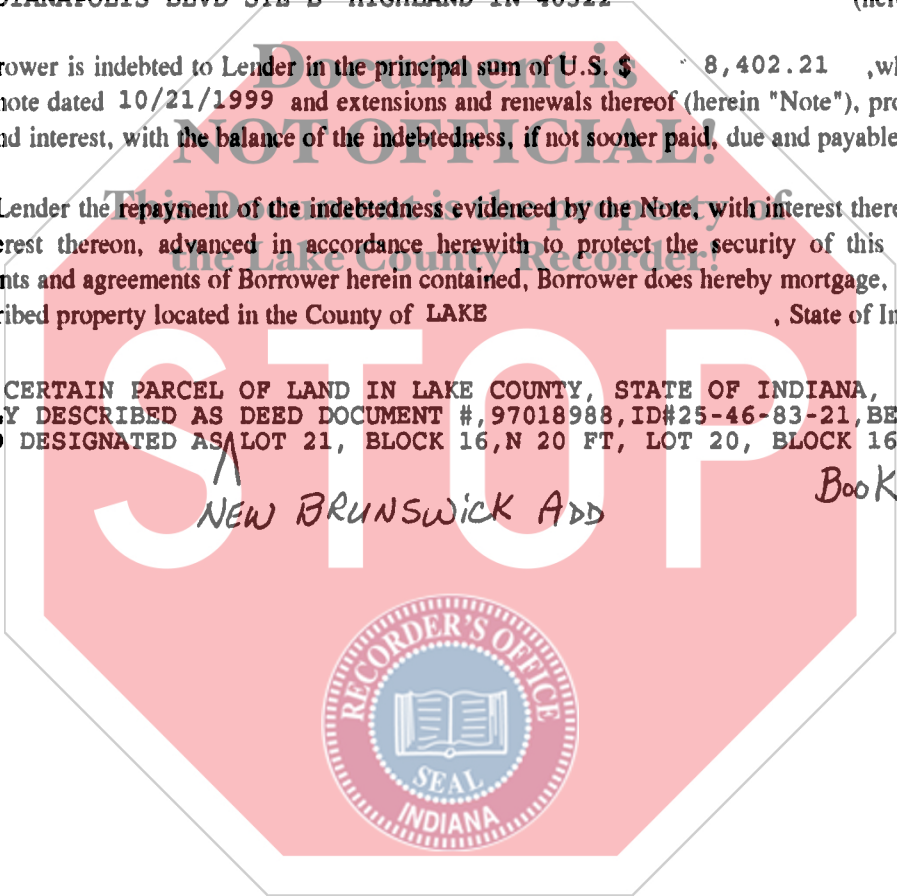 DIANAPOLIS BLVD STE B HIGHLAND IN 46322 (here
Document is
rower is indebted to Lender in the principal sum of U.S. $ 8,402.21 ,wh
note dated 10/21/1999 and extensions and renewals thereof (herein "Note"), pro
nd interest, with the balance of the indebtedness, if not sooner paid, due and payable
NOT OFFICIAL!
Lender the repayment of the indebtedness evidenced by the Note, with interest there
This Document is the property of
erest thereon, advanced in accordance herewith to protect the security of this
the Lake County Recorder!
nts and agreements of Borrower herein contained, Borrower does hereby mortgage,
ribed property located in the County of LAKE , State of In
STOP
CERTAIN PARCEL OF LAND IN LAKE COUNTY, STATE OF INDIANA,
Y DESCRIBED AS DEED DOCUMENT #,97018988,ID#25-46-83-21,BE
DESIGNATED AS LOT 21, BLOCK 16,N 20 FT, LOT 20, BLOCK 16
NEW BRUNSWICK ADD
BOOK
RECORDER'S OFFICE
SEAL
INDIANA